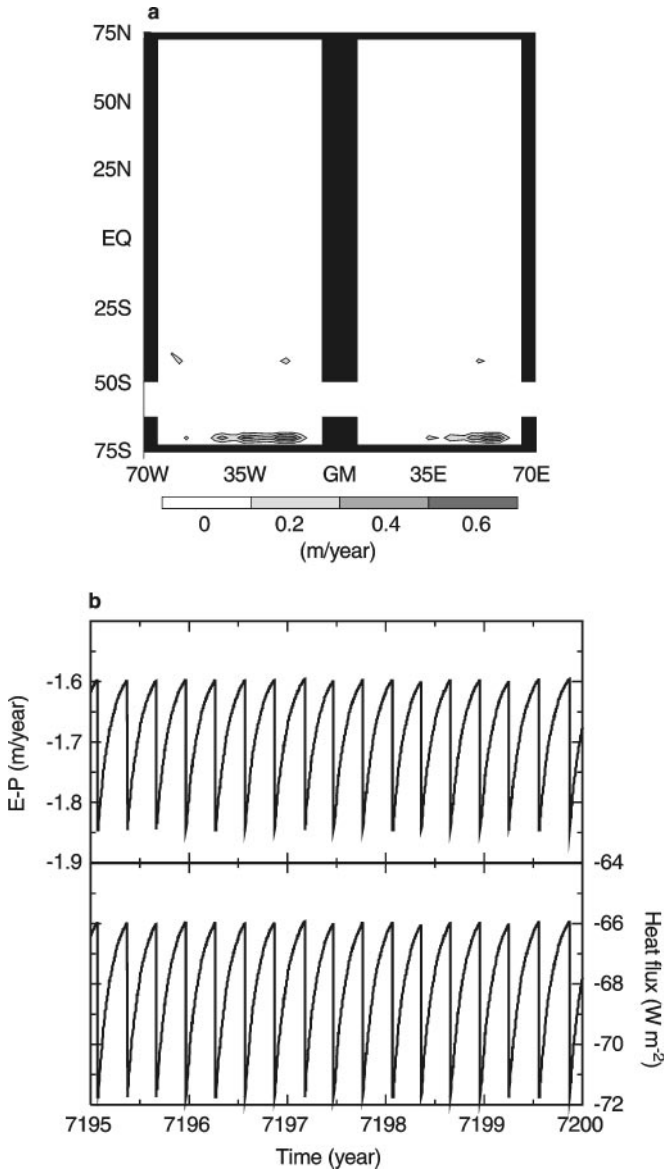 a
75N
50N
25N
EQ
25S
50S
75S
70W 35W GM 35E 70E
0 0.2 0.4 0.6
(m/year)
b
-1.6
-1.7
-1.8
-1.9
E-P (m/year)
-64
-66
-68
-70
-72
Heat flux (W m-2)
7195 7196 7197 7198 7199 7200
Time (year)